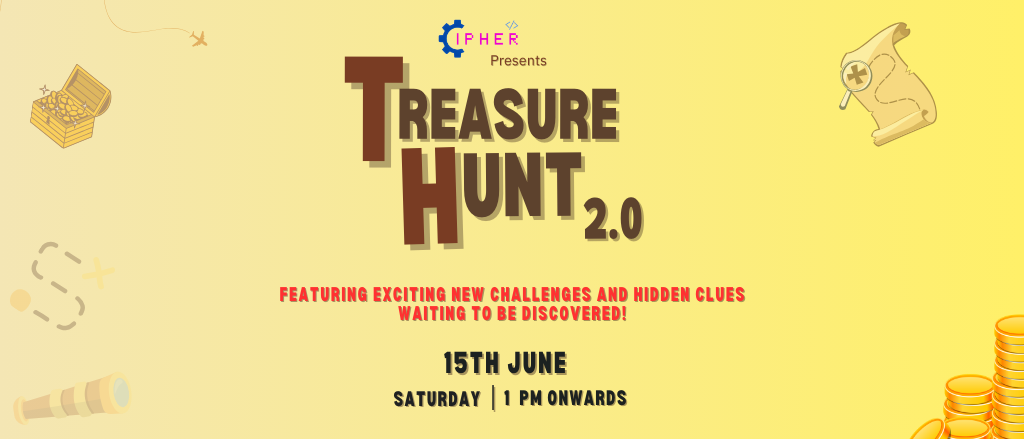 CIPHER
</>
Presents
TREASURE
HUNT 2.0
FEATURING EXCITING NEW CHALLENGES AND HIDDEN CLUES
WAITING TO BE DISCOVERED!
15TH JUNE
SATURDAY | 1 PM ONWARDS